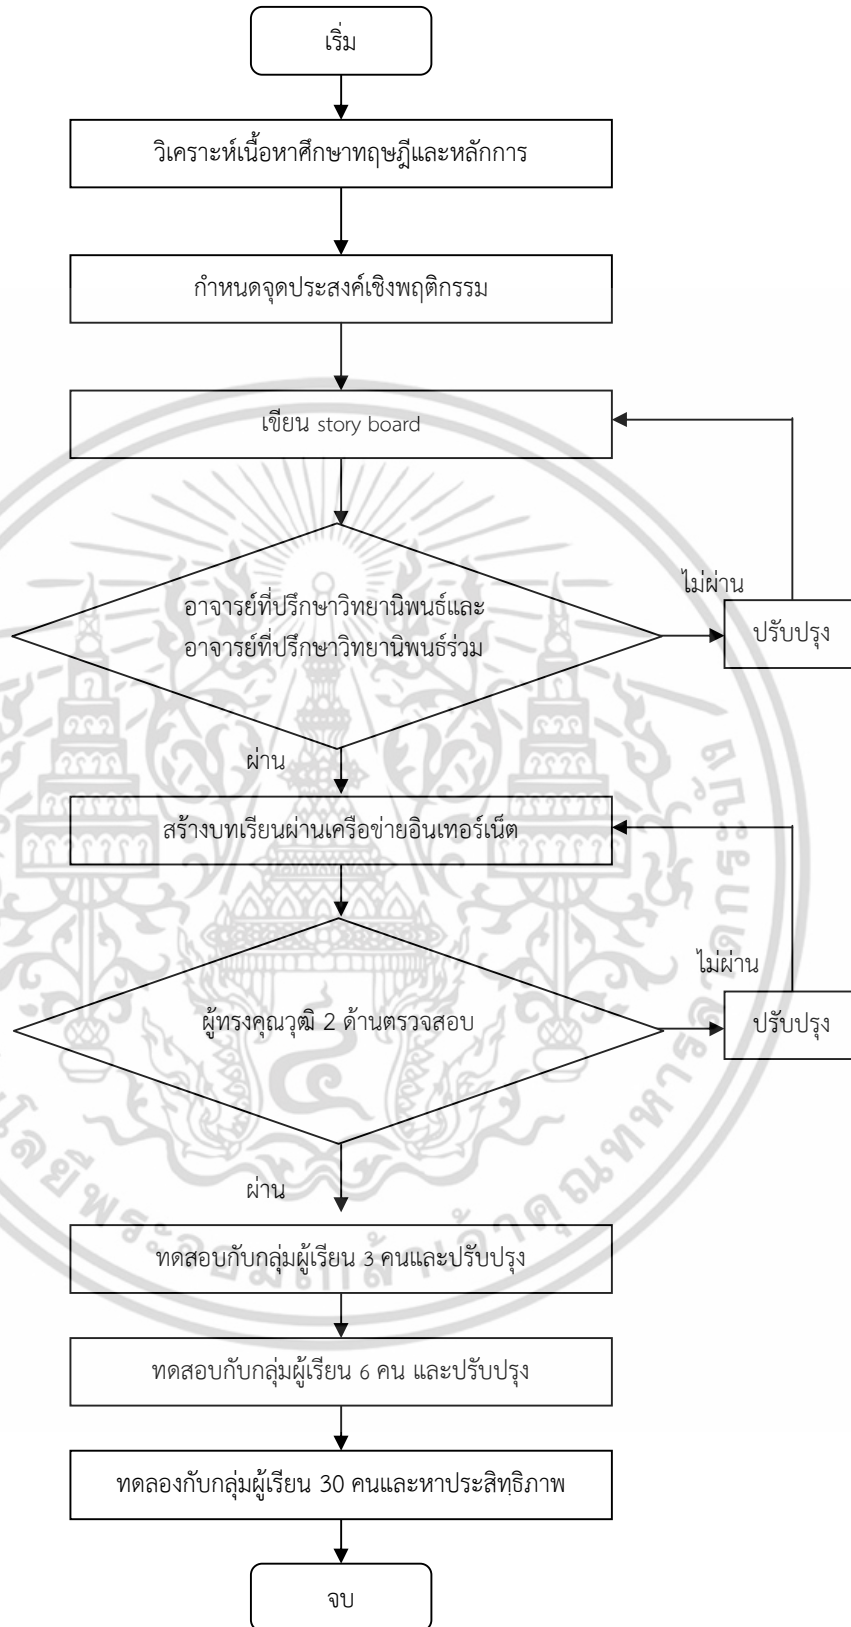 เริ่ม
วิเคราะห์เนื้อหาศึกษาทฤษฎีและหลักการ
กำหนดจุดประสงค์เชิงพฤติกรรม
เขียน story board
อาจารย์ที่ปรึกษาวิทยานิพนธ์และ
อาจารย์ที่ปรึกษาวิทยานิพนธ์ร่วม
ไม่ผ่าน
ปรับปรุง
ผ่าน
สร้างบทเรียนผ่านเครือข่ายอินเทอร์เน็ต
ผู้ทรงคุณวุฒิ 2 ด้านตรวจสอบ
ไม่ผ่าน
ปรับปรุง
ผ่าน
ทดสอบกับกลุ่มผู้เรียน 3 คนและปรับปรุง
ทดสอบกับกลุ่มผู้เรียน 6 คน และปรับปรุง
ทดลองกับกลุ่มผู้เรียน 30 คนและหาประสิทธิภาพ
จบ